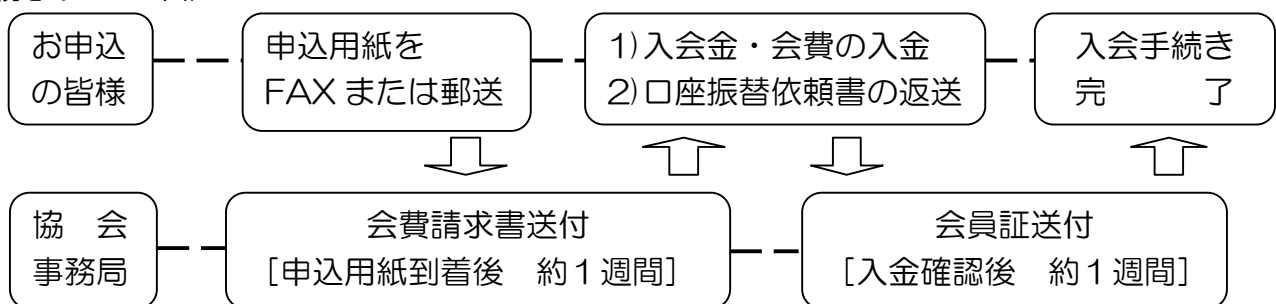 お申込
の皆様
申込用紙を
FAX または郵送
1)入会金・会費の入金
2)口座振替依頼書の返送
入会手続き
完　　了
協　会
事務局
会費請求書送付
[申込用紙到着後　約1週間]
会員証送付
[入金確認後　約1週間]